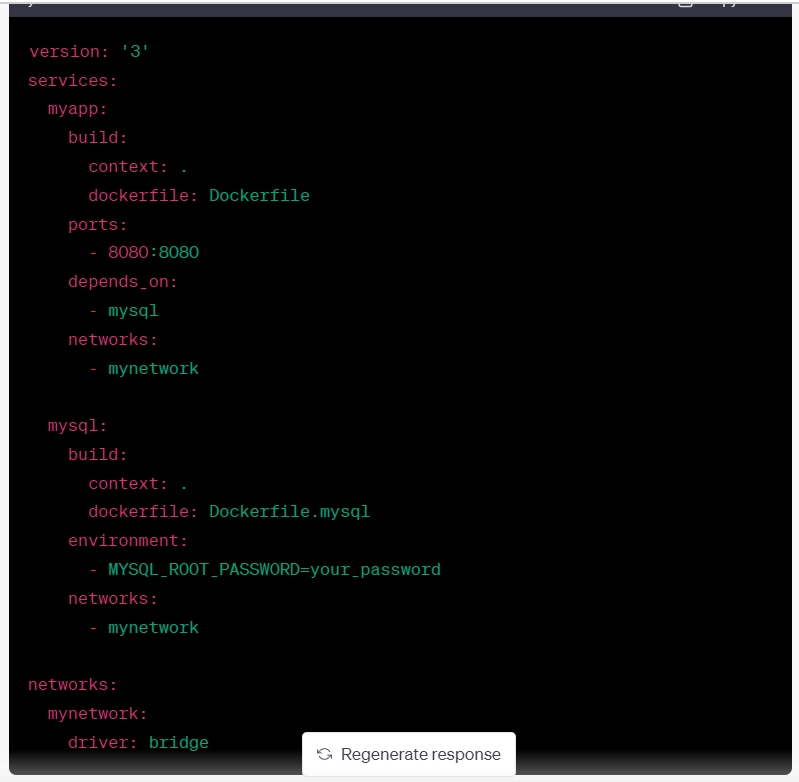 version: '3'
services:
  myapp:
    build:
      context: .
      dockerfile: Dockerfile
    ports:
      - 8080:8080
    depends_on:
      - mysql
    networks:
      - mynetwork

  mysql:
    build:
      context: .
      dockerfile: Dockerfile.mysql
    environment:
      - MYSQL_ROOT_PASSWORD=your_password
    networks:
      - mynetwork

networks:
  mynetwork:
    driver: bridge
Regenerate response